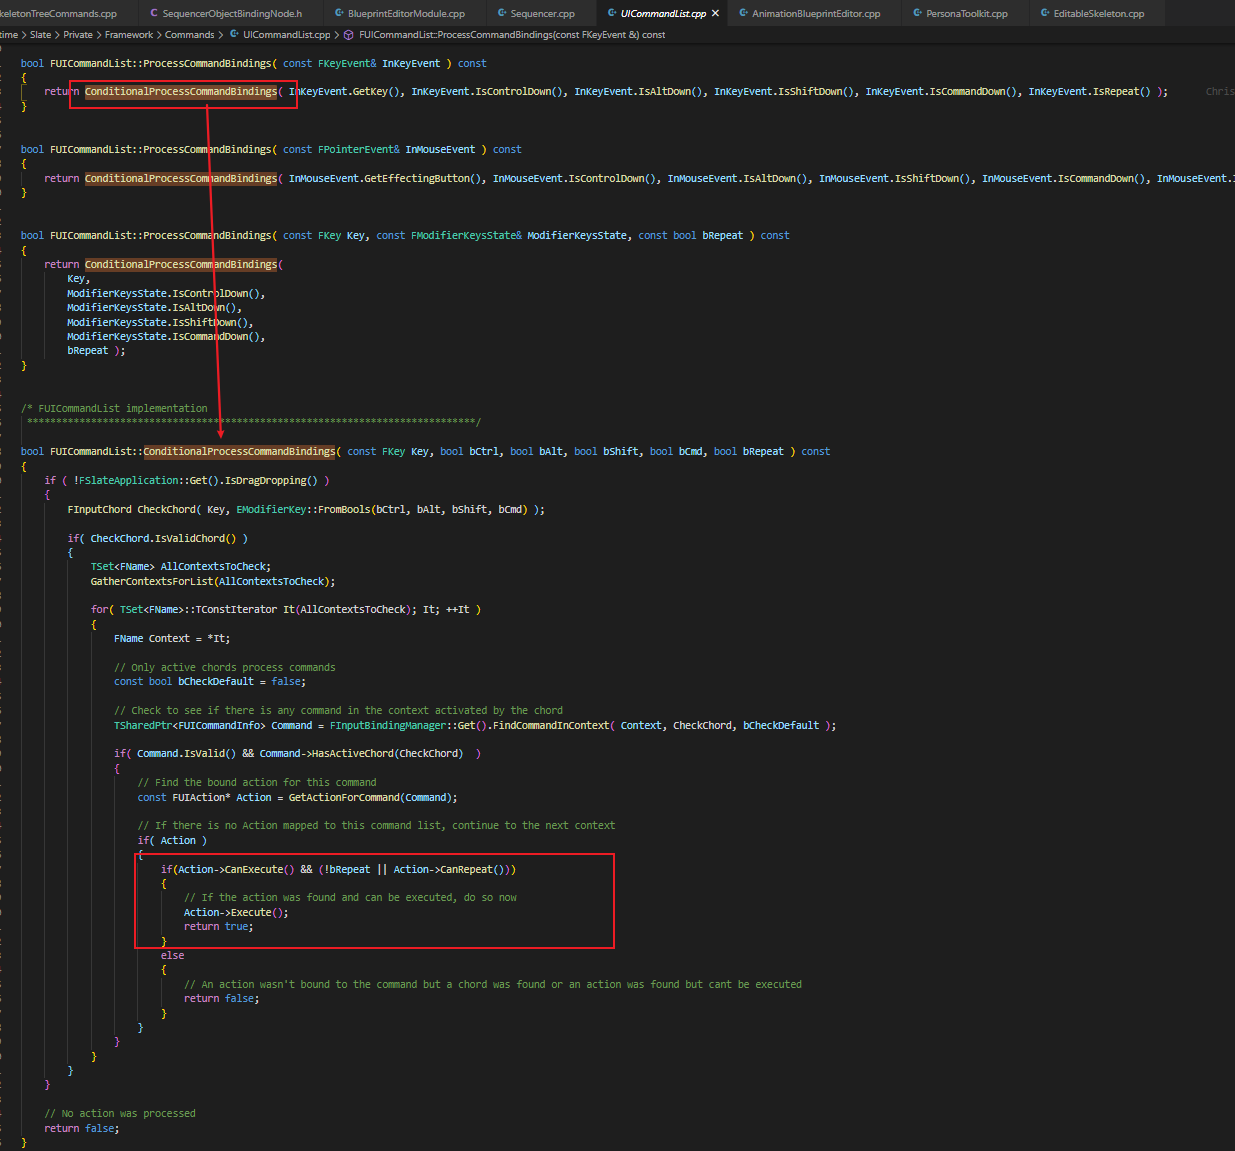 keletonTreeCommands.cpp SequencerObjectBindingNode.h BlueprintEditorModule.cpp Sequencer.cpp UICommandList.cpp AnimationBlueprintEditor.cpp PersonaToolkit.cpp EditableSkeleton.cpp
time > Slate > Private > Framework > Commands > UICommandList.cpp > FUICommandList::ProcessCommandBindings(const FKeyEvent &) const
bool FUICommandList::ProcessCommandBindings( const FKeyEvent& InKeyEvent ) const
{
return ConditionalProcessCommandBindings( InKeyEvent.GetKey(), InKeyEvent.IsControlDown(), InKeyEvent.IsAltDown(), InKeyEvent.IsShiftDown(), InKeyEvent.IsCommandDown(), InKeyEvent.IsRepeat() ); Chris
}
bool FUICommandList::ProcessCommandBindings( const FPointerEvent& InMouseEvent ) const
{
return ConditionalProcessCommandBindings( InMouseEvent.GetEffectingButton(), InMouseEvent.IsControlDown(), InMouseEvent.IsAltDown(), InMouseEvent.IsShiftDown(), InMouseEvent.IsCommandDown(), InMouseEvent.I
}
bool FUICommandList::ProcessCommandBindings( const FKey Key, const FModifierKeysState& ModifierKeysState, const bool bRepeat ) const
{
return ConditionalProcessCommandBindings(
Key,
ModifierKeysState.IsControlDown(),
ModifierKeysState.IsAltDown(),
ModifierKeysState.IsShiftDown(),
ModifierKeysState.IsCommandDown(),
bRepeat );
}
/* FUICommandList implementation
*****************************************************************************/
bool FUICommandList::ConditionalProcessCommandBindings( const FKey Key, bool bCtrl, bool bAlt, bool bShift, bool bCmd, bool bRepeat ) const
{
if ( !FSlateApplication::Get().IsDragDropping() )
{
FInputChord CheckChord( Key, EModifierKey::FromBools(bCtrl, bAlt, bShift, bCmd) );
if( CheckChord.IsValidChord() )
{
TSet<FName> AllContextsToCheck;
GatherContextsForList(AllContextsToCheck);
for( TSet<FName>::TConstIterator It(AllContextsToCheck); It; ++It )
{
FName Context = *It;
// Only active chords process commands
const bool bCheckDefault = false;
// Check to see if there is any command in the context activated by the chord
TSharedPtr<FUICommandInfo> Command = FInputBindingManager::Get().FindCommandInContext( Context, CheckChord, bCheckDefault );
if( Command.IsValid() && Command->HasActiveChord(CheckChord) )
{
// Find the bound action for this command
const FUIAction* Action = GetActionForCommand(Command);
// If there is no Action mapped to this command list, continue to the next context
if( Action )
{
if(Action->CanExecute() && (!bRepeat || Action->CanRepeat()))
{
// If the action was found and can be executed, do so now
Action->Execute();
return true;
}
else
{
// An action wasn't bound to the command but a chord was found or an action was found but cant be executed
return false;
}
}
}
}
}
}
// No action was processed
return false;
}